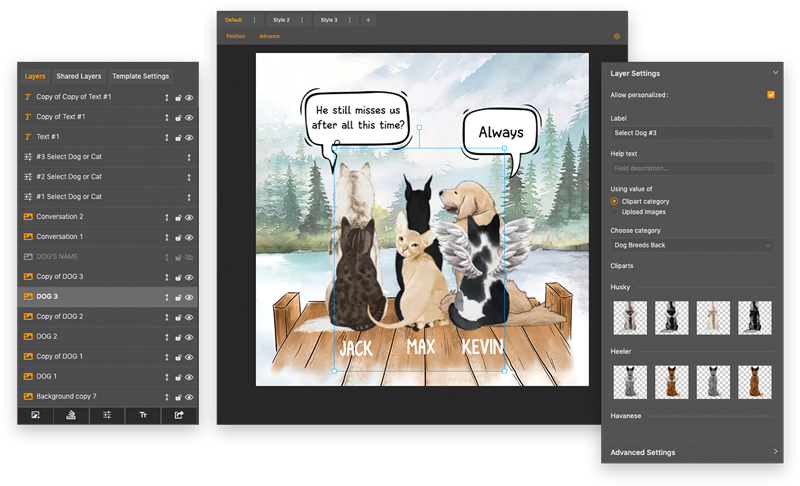 Layers Shared Layers Template Settings
Copy of Copy of Text #1
Copy of Text #1
Text #1
#3 Select Dog or Cat
#2 Select Dog or Cat
#1 Select Dog or Cat
Conversation 2
Conversation 1
DOG'S NAME
Copy of DOG 3
DOG 3
Copy of DOG 2
DOG 2
Copy of DOG 1
DOG 1
Background copy 7
Default Style 2 Style 3 +
Position Advance
He still misses us
after all this time?
Always
JACK MAX KEVIN
Layer Settings
Allow personalized :
Label
Select Dog #3
Help text
Field description...
Using value of
Clipart category
Upload Images
Choose category
Dog Breeds Back
Cliparts
Husky
Heeler
Havanese
Advanced Settings